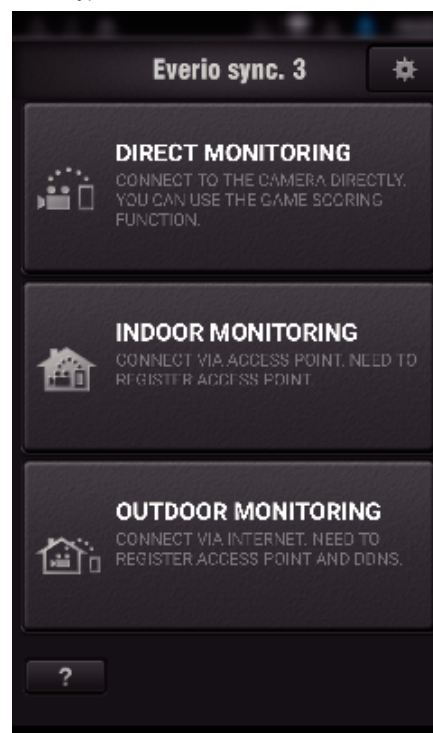 Everio sync. 3
DIRECT MONITORING
CONNECT TO THE CAMERA DIRECTLY.
YOU CAN USE THE GAME SCORING
FUNCTION.
INDOOR MONITORING
CONNECT VIA ACCESS POINT. NEED TO
REGISTER ACCESS POINT.
OUTDOOR MONITORING
CONNECT VIA INTERNET. NEED TO
REGISTER ACCESS POINT AND DDNS.
?